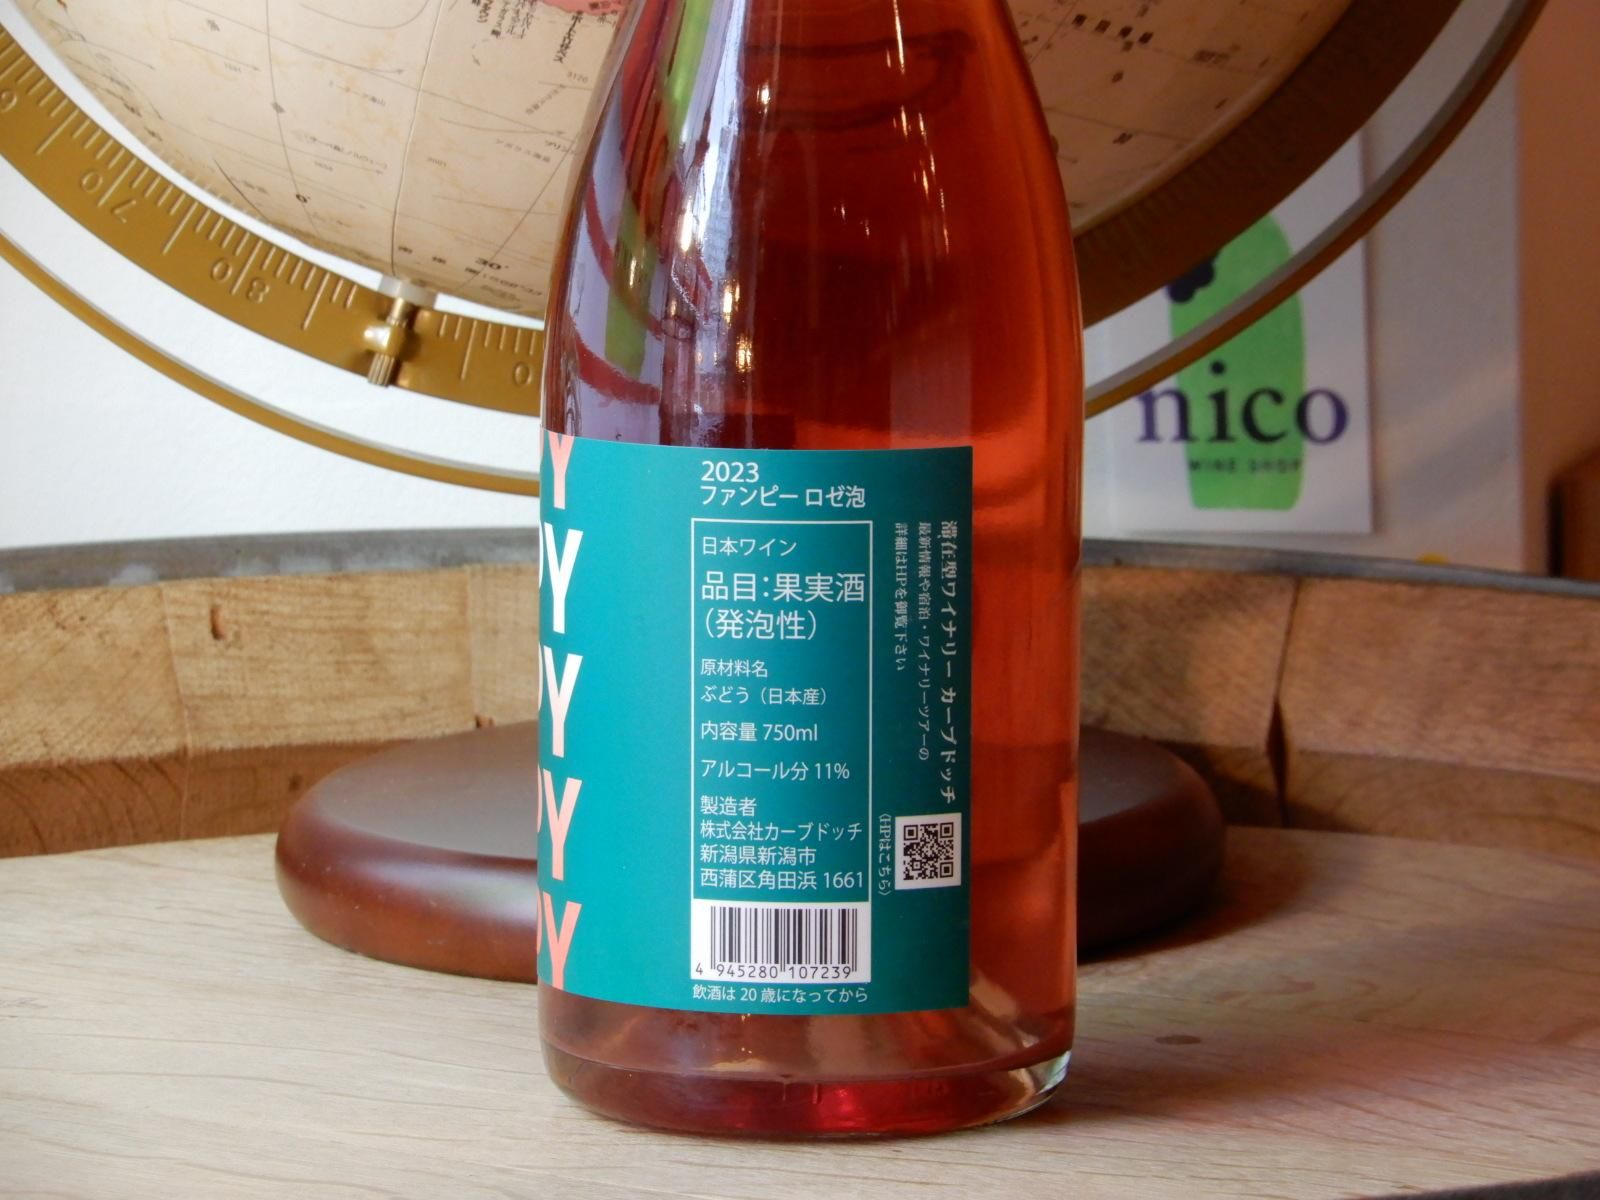 2023
ファンピー ロゼ泡
日本ワイン
品目：果実酒
（発泡性）
原材料名
ぶどう（日本産）
内容量 750ml
アルコール分 11%
製造者
株式会社カーブドッチ
新潟県新潟市
西蒲区角田浜 1661
4 945280 107239
飲酒は 20 歳になってから
滞在型ワイナリー カーブドッチ
最新情報や宿泊・ワイナリーツアーの
詳細はHPを御覧下さい
（HPはこちら）
PY
PY
PY
PY
nico
WINE SHOP